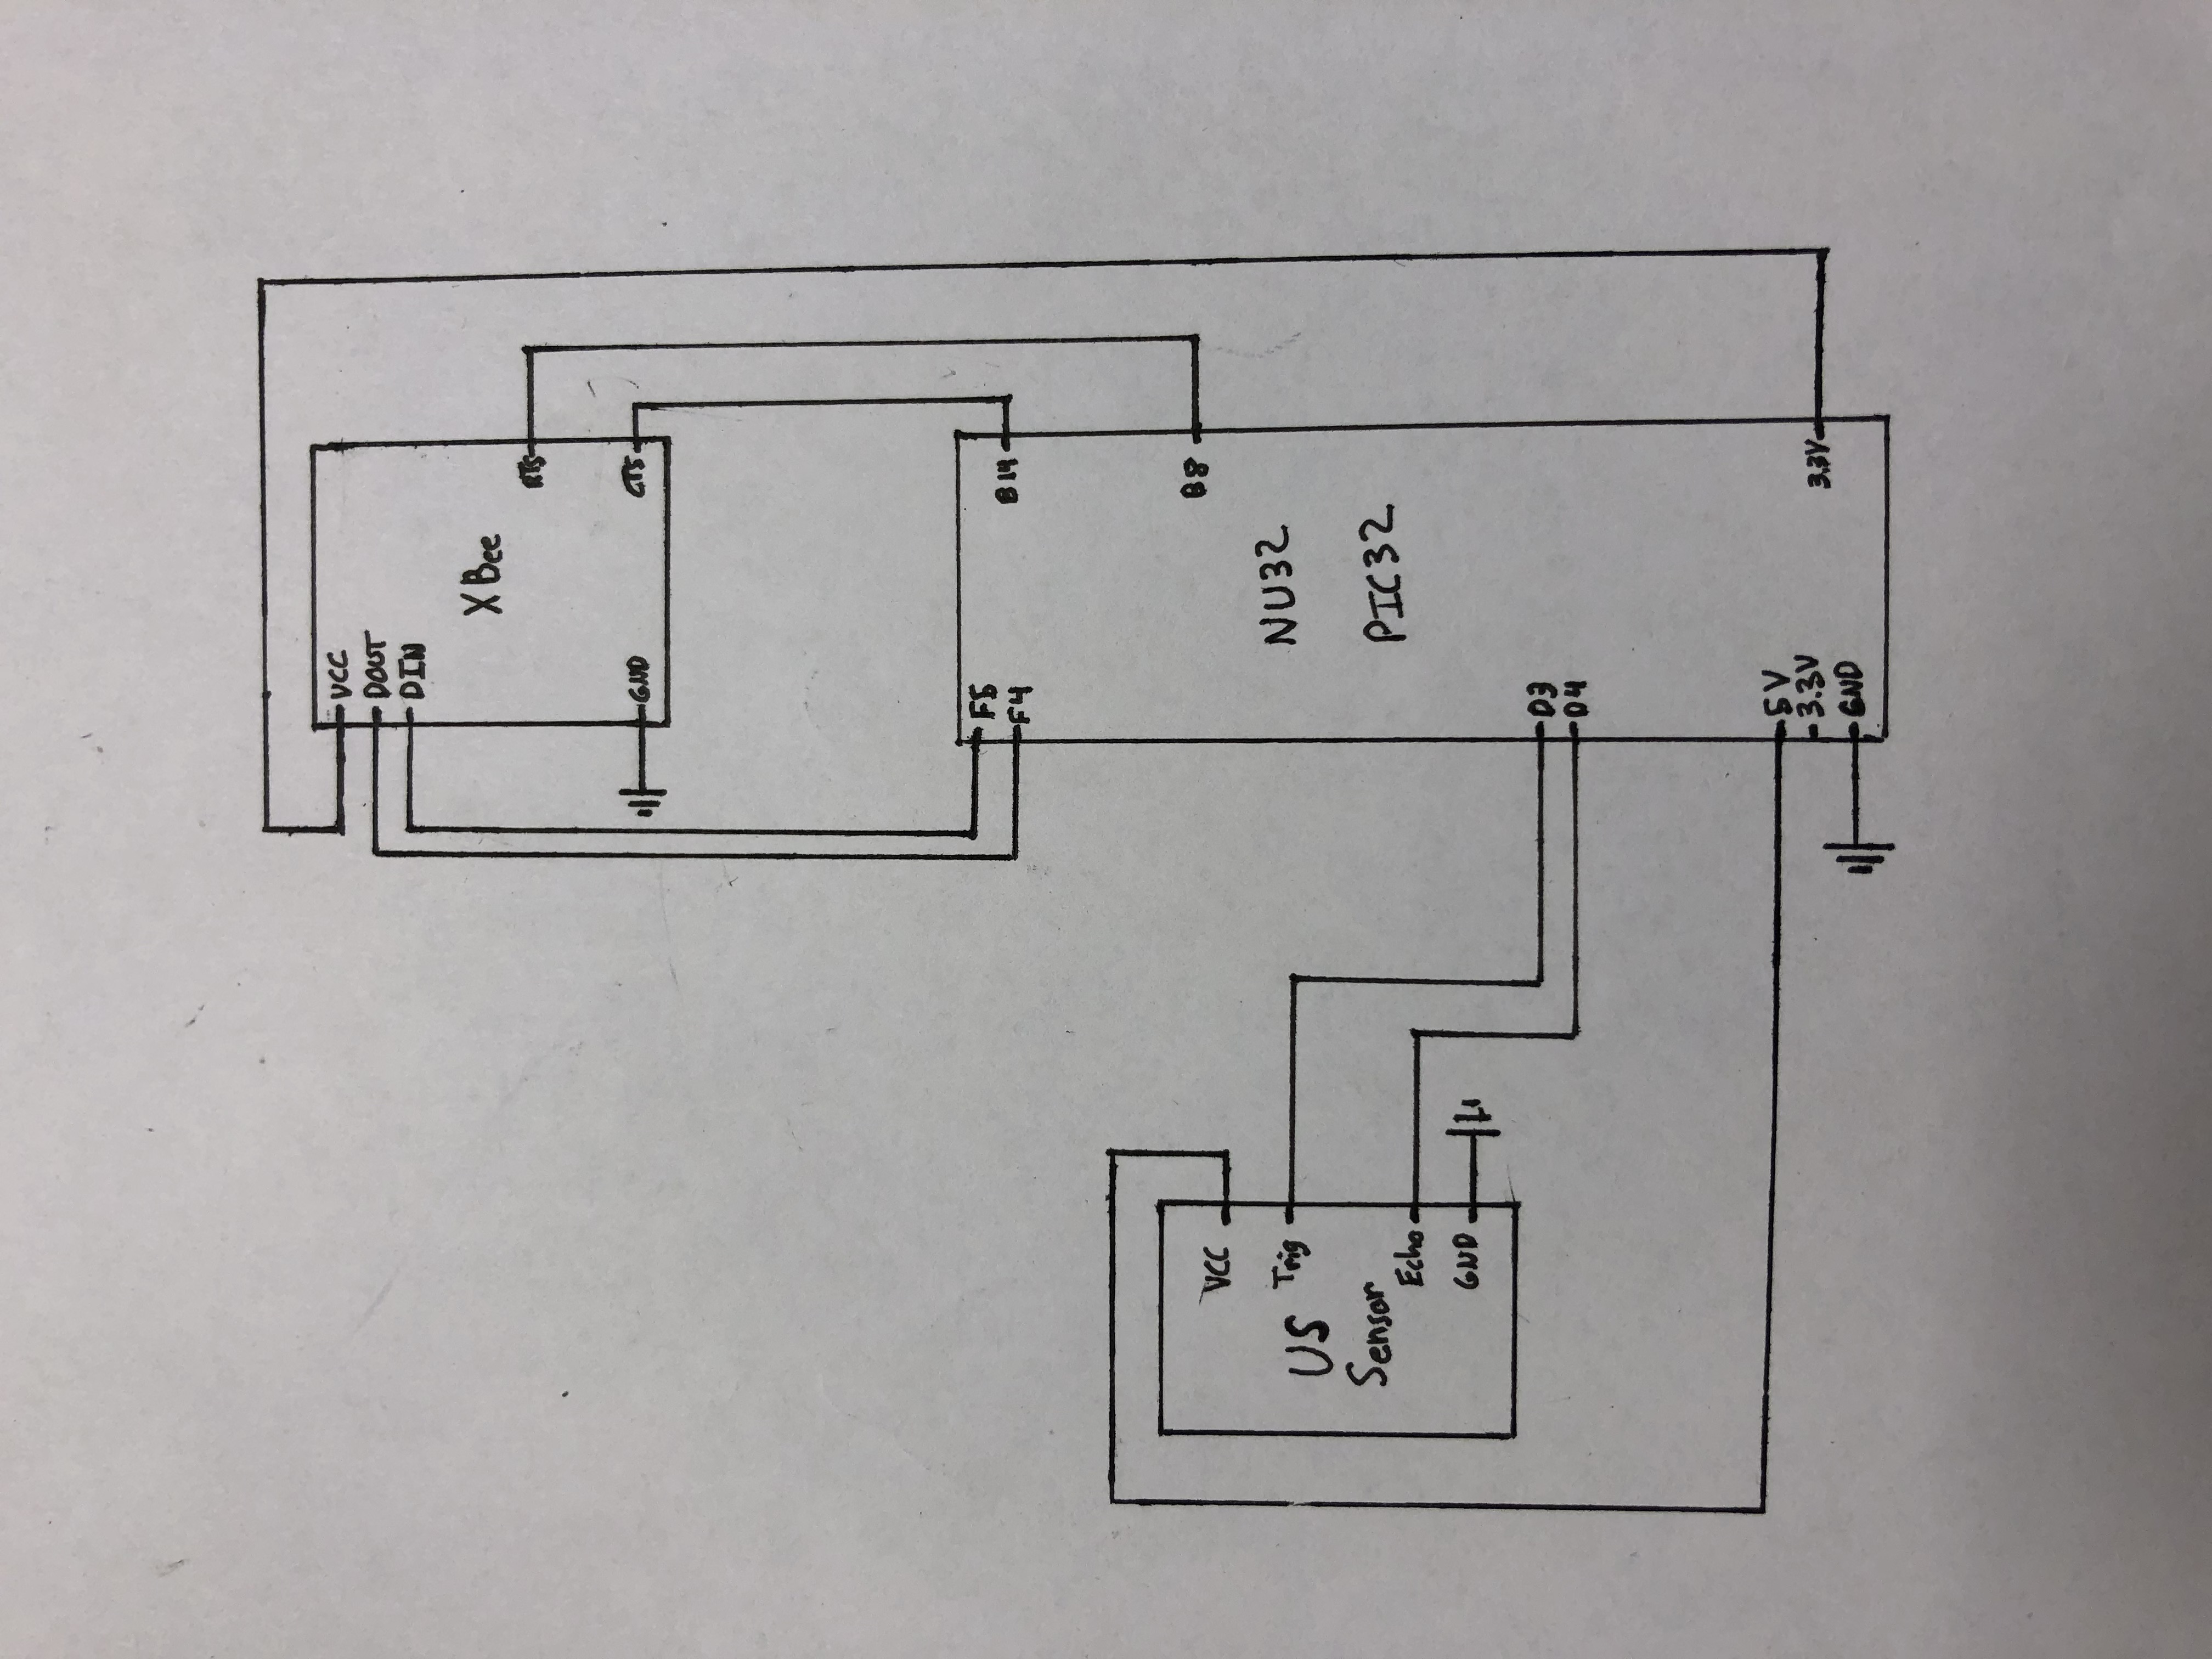 VCC
DOUT
DIN
XBee
RTS
GND
CTS
F5
F4
B14
B8
NU32
PIC32
VCC
Trig
US
Sensor
Echo
GND
D3
D4
5V
3.3V
GND
3.3V